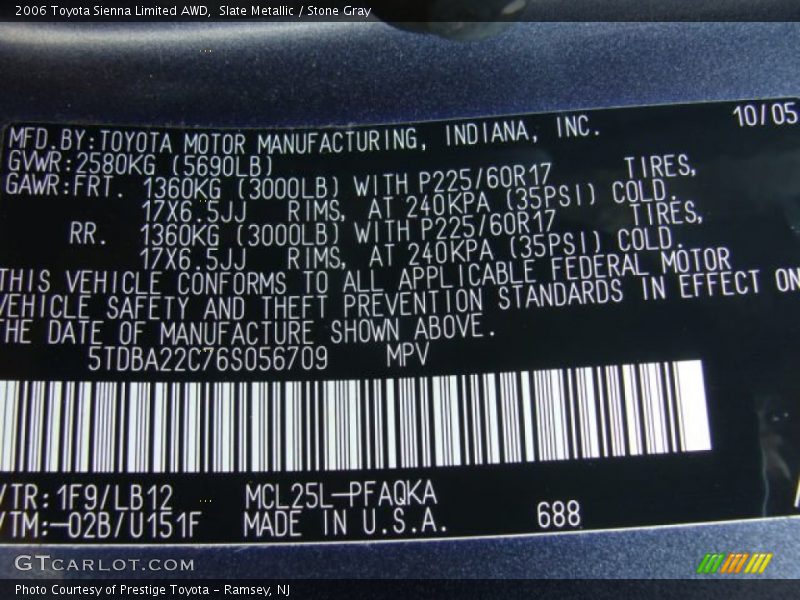 2006 Toyota Sienna Limited AWD,  Slate Metallic / Stone Gray
10/05
MFD.BY:TOYOTA MOTOR MANUFACTURING, INDIANA, INC.
GVWR:2580KG (5690LB)
GAWR:FRT. 1360KG (3000LB) WITH P225/60R17 TIRES,
17X6.5JJ RIMS, AT 240KPA (35PSI) COLD.
RR. 1360KG (3000LB) WITH P225/60R17 TIRES,
17X6.5JJ RIMS, AT 240KPA (35PSI) COLD.
THIS VEHICLE CONFORMS TO ALL APPLICABLE FEDERAL MOTOR
VEHICLE SAFETY AND THEFT PREVENTION STANDARDS IN EFFECT ON
THE DATE OF MANUFACTURE SHOWN ABOVE.
5TDBA22C76S056709 MPV
/TR:1F9/LB12 MCL25L-PFAQKA
/TM:-02B/U151F MADE IN U.S.A. 688
GTCARLOT.COM
Photo Courtesy of Prestige Toyota - Ramsey, NJ